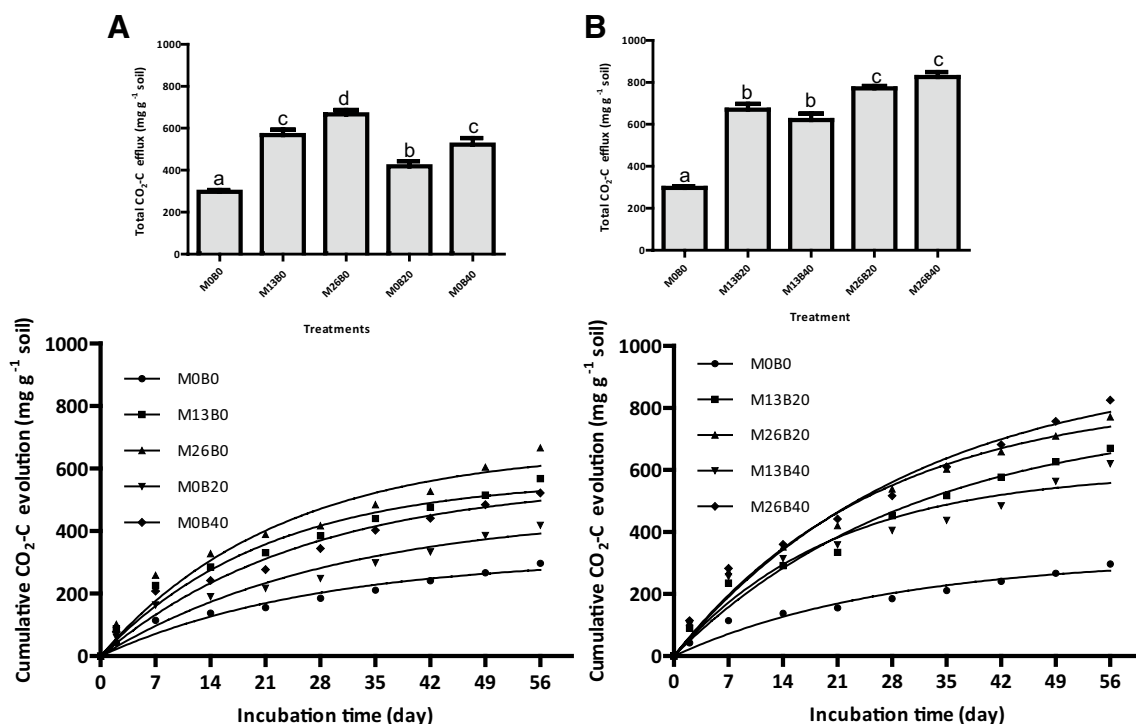 A
Total CO2-C efflux (mg g-1 soil)
1000
800
600
400
200
0
a
c
d
b
c
M0B0
M13B0
M26B0
M0B20
M0B40
Treatments
B
Total CO2-C efflux (mg g-1 soil)
1000
800
600
400
200
0
a
b
b
c
c
M0B0
M13B20
M13B40
M26B20
M26B40
Treatment
Cumulative CO2-C evolution (mg g-1 soil)
1000
800
600
400
200
0
M0B0
M13B0
M26B0
M0B20
M0B40
0 7 14 21 28 35 42 49 56
Incubation time (day)
Cumulative CO2-C evolution (mg g-1 soil)
1000
800
600
400
200
0
M0B0
M13B20
M26B20
M13B40
M26B40
0 7 14 21 28 35 42 49 56
Incubation time (day)